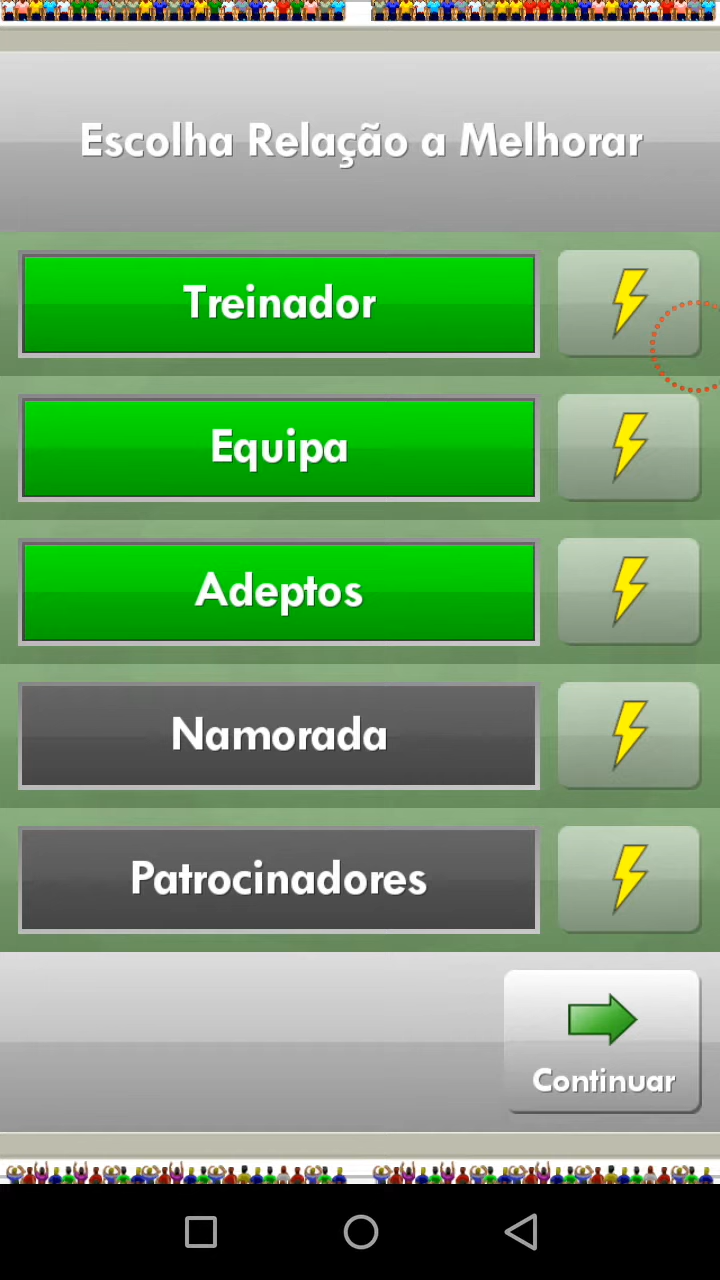 Escolha Relação a Melhorar
Treinador
Equipa
Adeptos
Namorada
Patrocinadores
Continuar